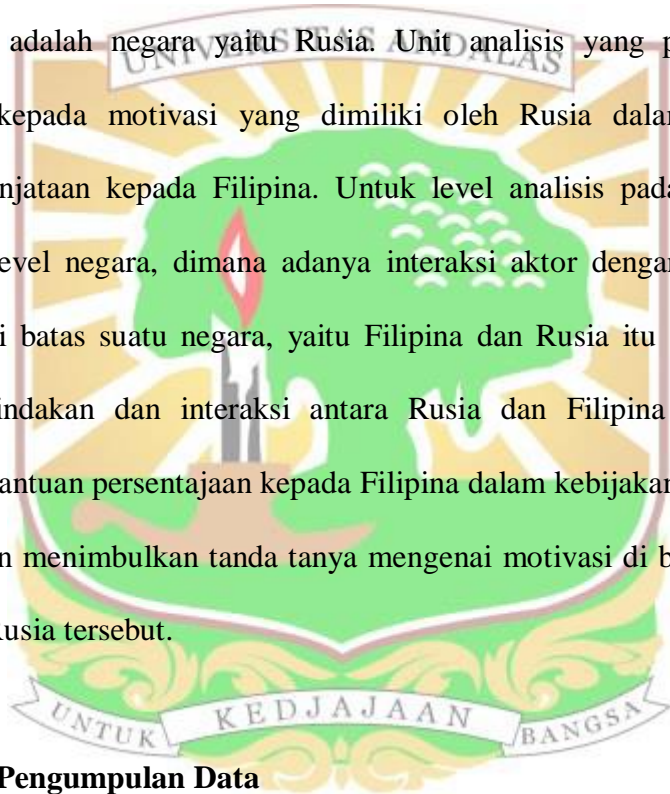 adalah negara yaitu Rusia. Unit analisis yang p
UNIVERSITAS ANDALAS
kepada motivasi yang dimiliki oleh Rusia dalam
njataan kepada Filipina. Untuk level analisis pada
level negara, dimana adanya interaksi aktor dengan
i batas suatu negara, yaitu Filipina dan Rusia itu
indakan dan interaksi antara Rusia dan Filipina
antuan persentajaan kepada Filipina dalam kebijakan
n menimbulkan tanda tanya mengenai motivasi di b
Rusia tersebut.
UNTUK KEDJAJAAN BANGSA
Pengumpulan Data